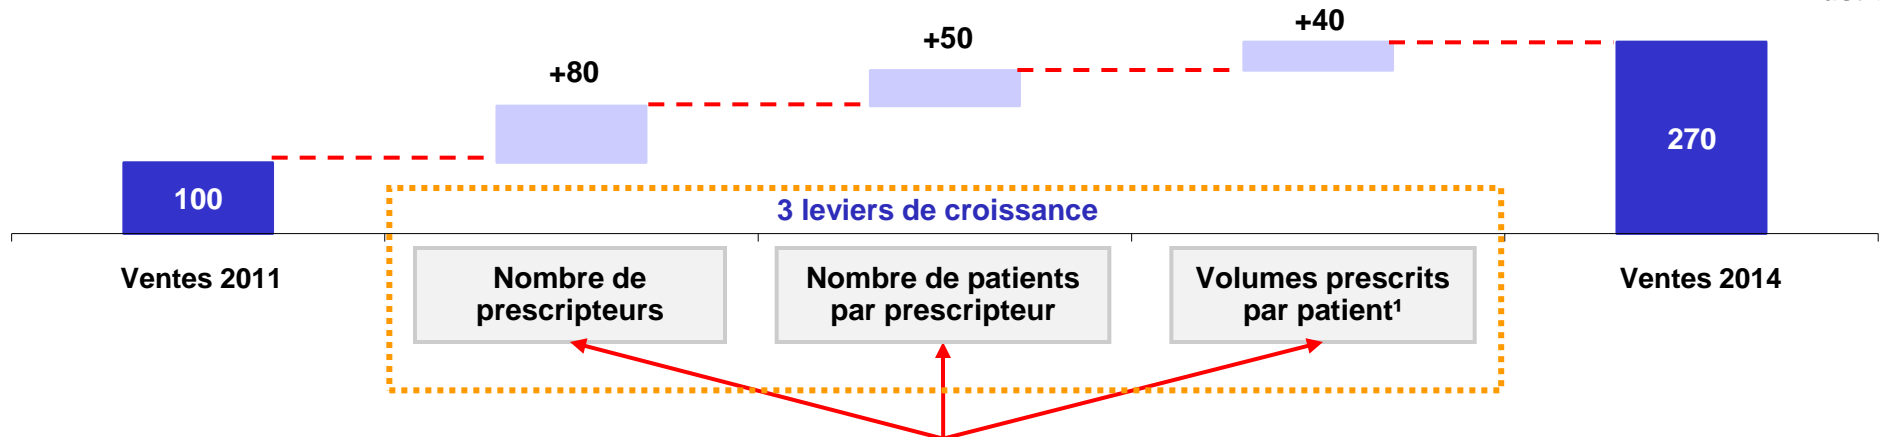 +80
+50
+40
100
270
3 leviers de croissance
Ventes 2011
Nombre de
prescripteurs
Nombre de patients
par prescripteur
Volumes prescrits
par patient¹
Ventes 2014